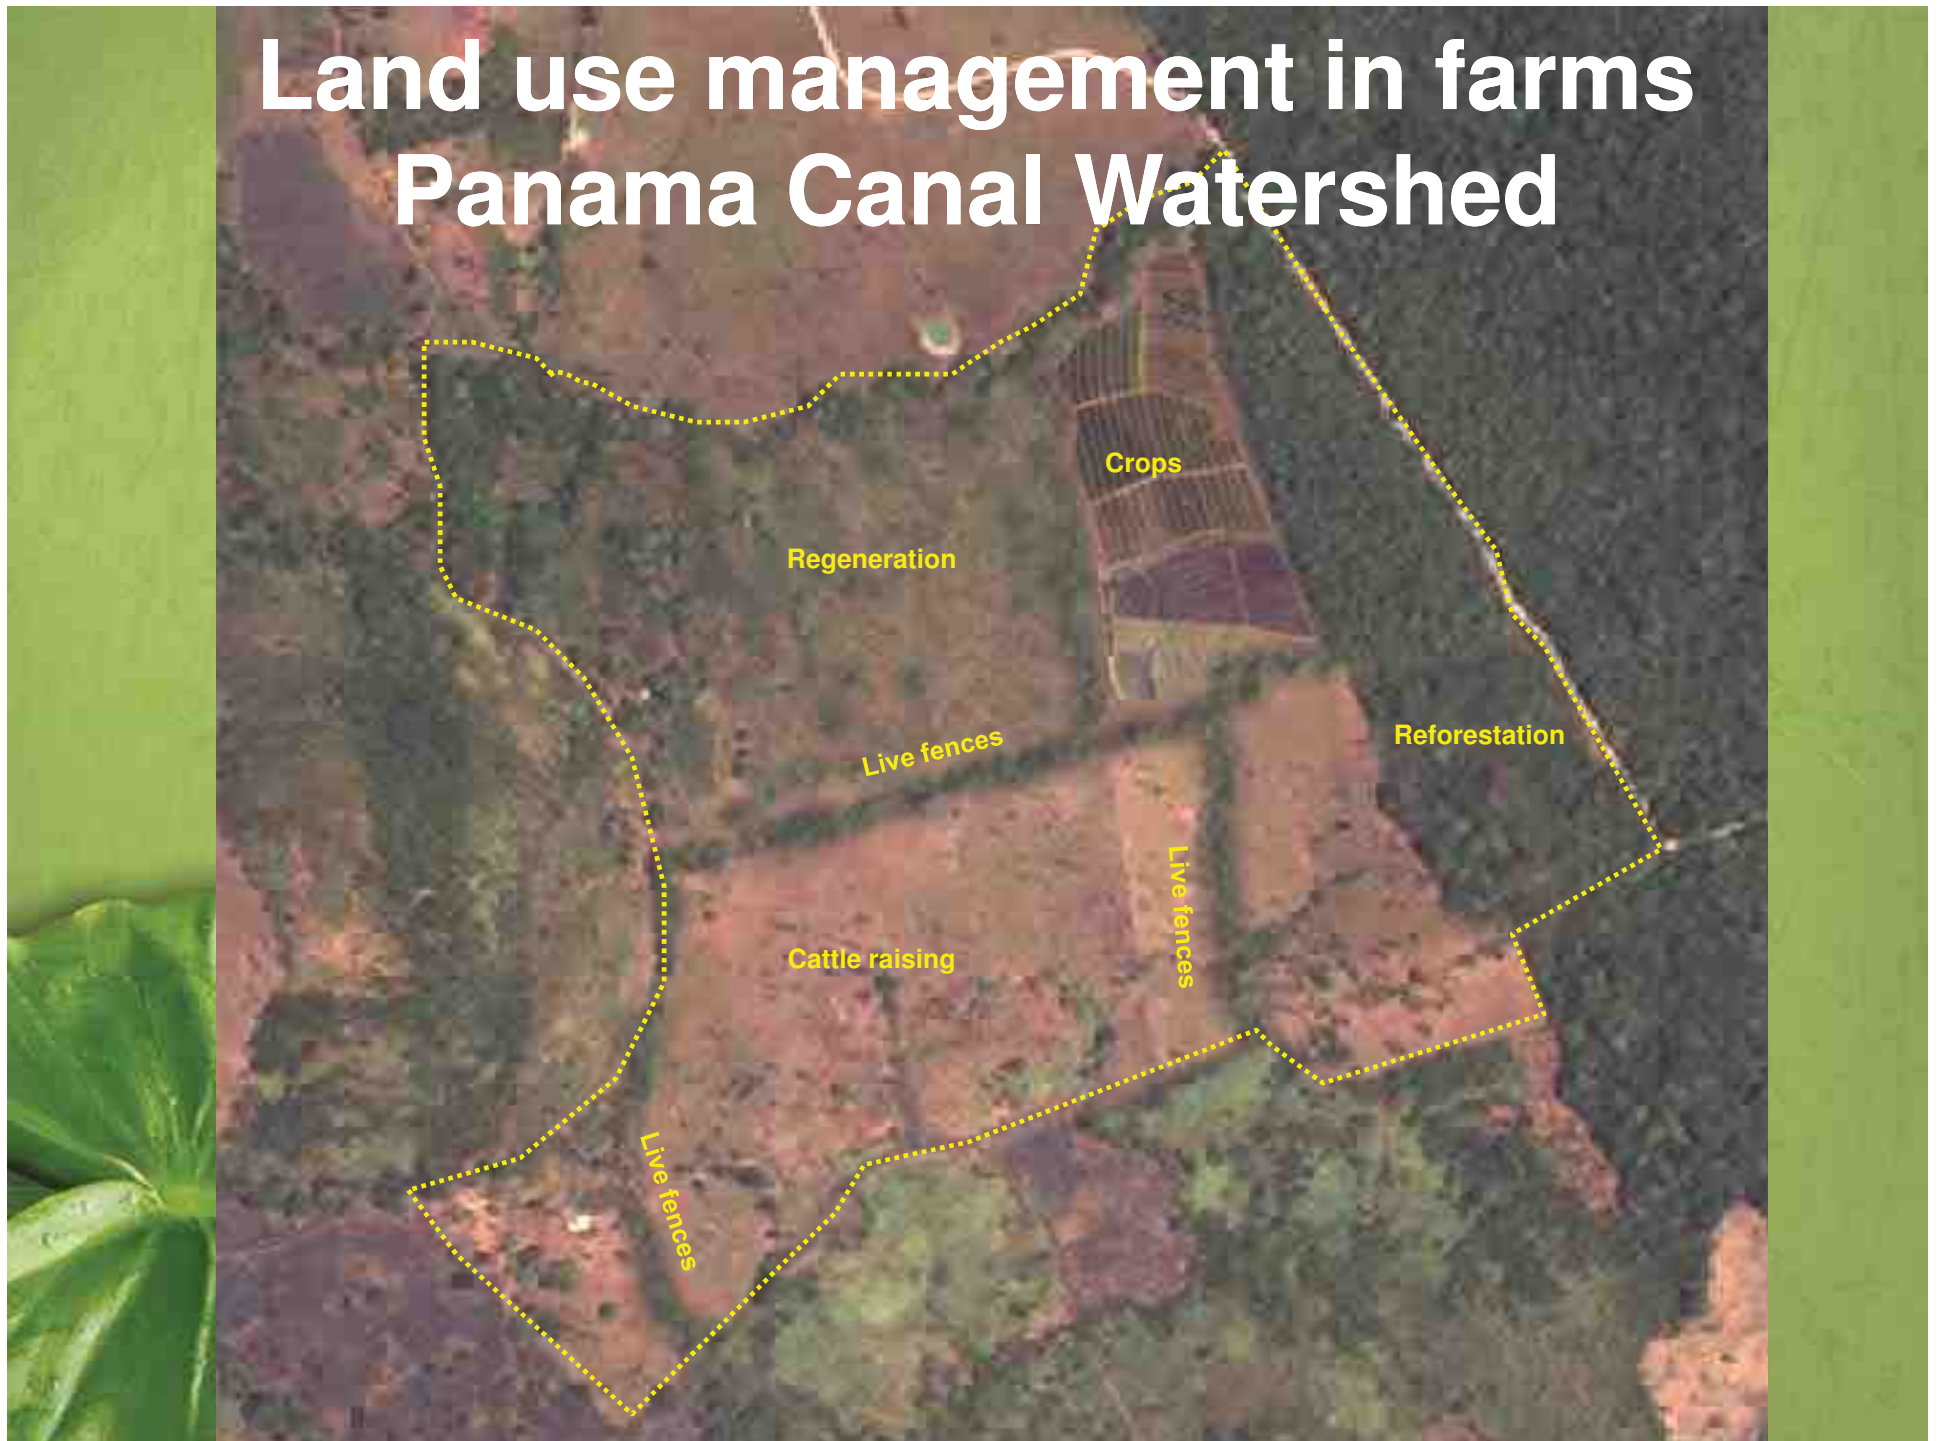 Land use management in farms
Panama Canal Watershed
Crops
Regeneration
Reforestation
Live fences
Live fences
Cattle raising
Live fences